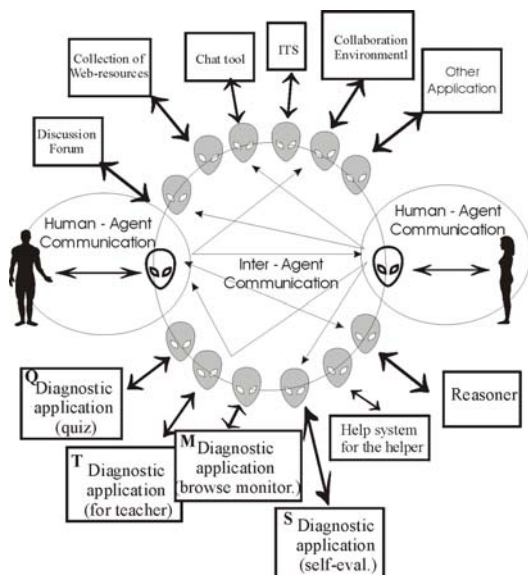 Collection
of Web-resources
Chat tool
ITS
Collaboration
Environmentl
Other
Application
Discussion
Forum
Human - Agent
Communication
Human - Agent
Communication
Inter - Agent
Communication
Q
Diagnostic
application
(quiz)
T
Diagnostic
application
(for teacher)
M
Diagnostic
application
(browse monitor.)
S
Diagnostic
application
(self-eval.)
Help system
for the helper
Reasoner